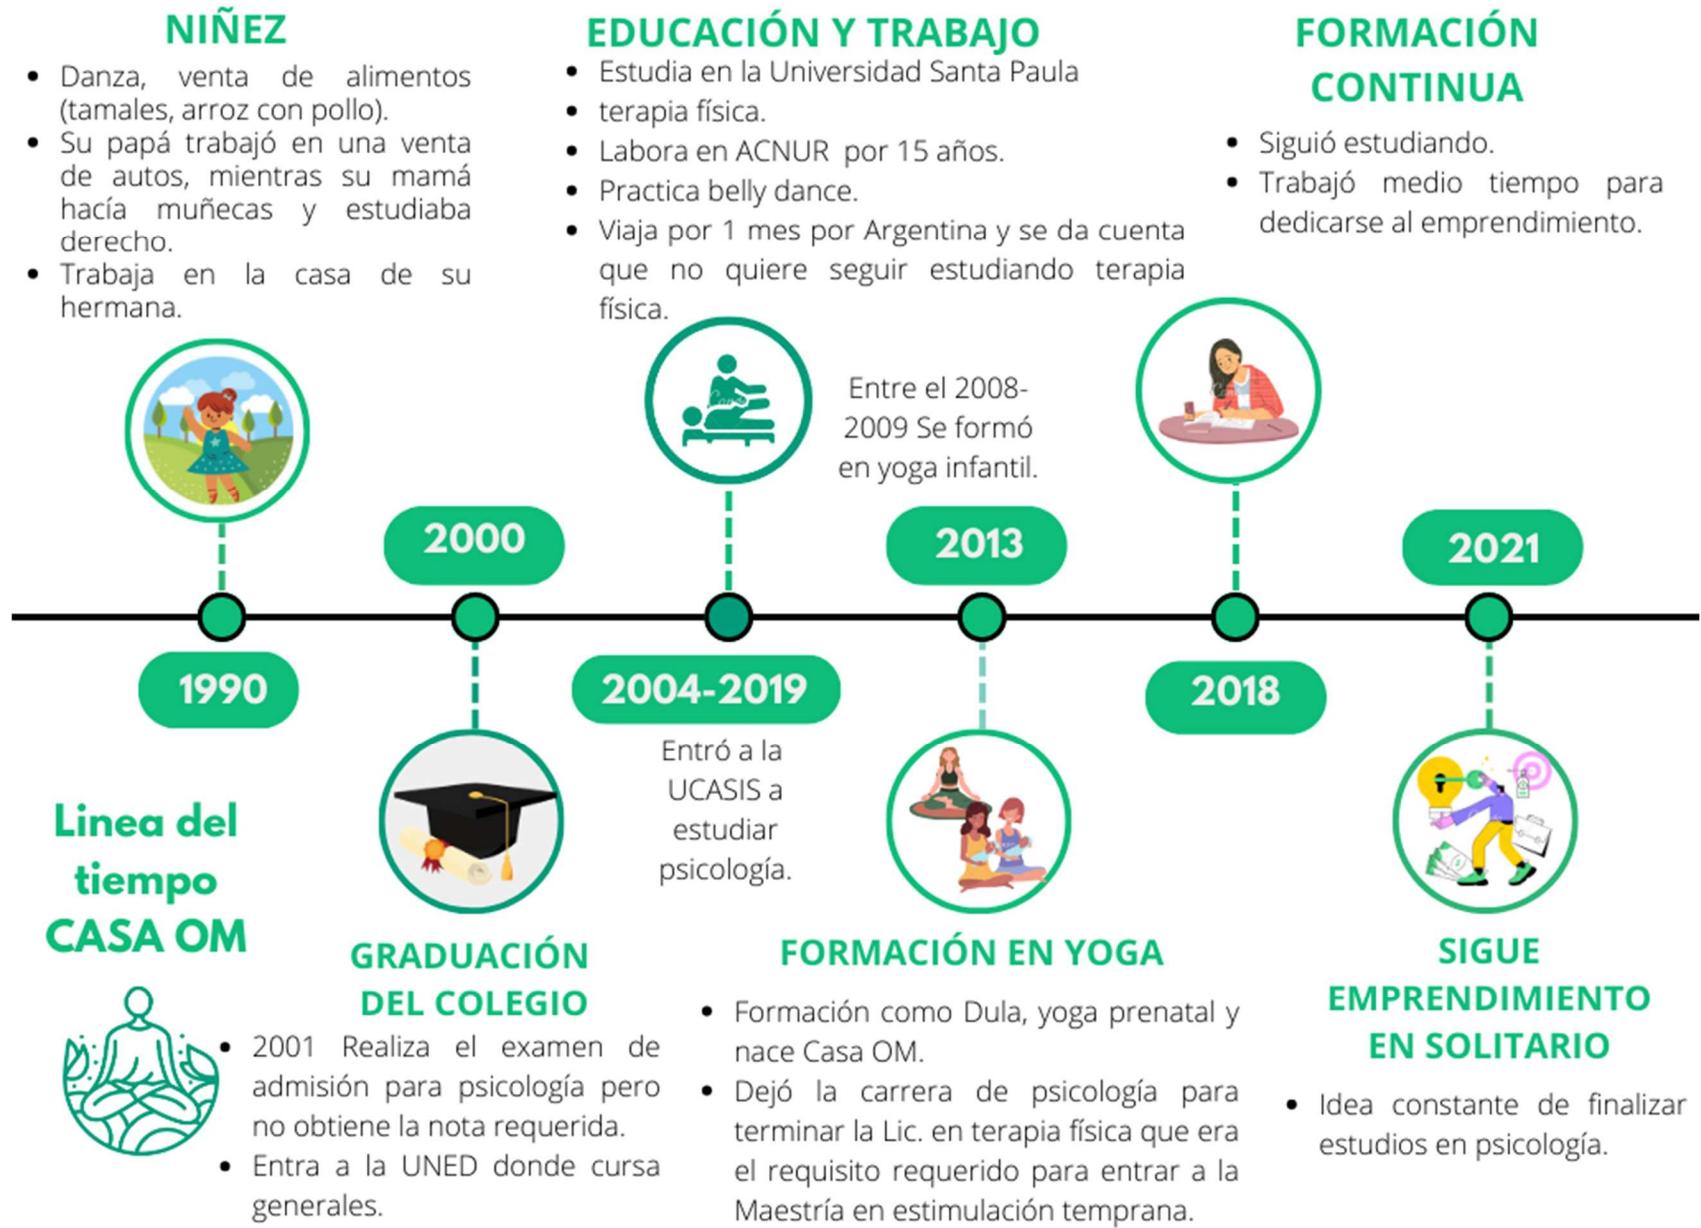 NIÑEZ
• Danza, venta de alimentos
(tamales, arroz con pollo).
• Su papá trabajó en una venta
de autos, mientras su mamá
hacía muñecas y estudiaba
derecho.
• Trabaja en la casa de su
hermana.
EDUCACIÓN Y TRABAJO
• Estudia en la Universidad Santa Paula
• terapia física.
• Labora en ACNUR por 15 años.
• Practica belly dance.
• Viaja por 1 mes por Argentina y se da cuenta
que no quiere seguir estudiando terapia
física.
FORMACIÓN
CONTINUA
• Siguió estudiando.
• Trabajó medio tiempo para
dedicarse al emprendimiento.
Entre el 2008-
2009 Se formó
en yoga infantil.
2000
2013
2021
1990
2004-2019
2018
Entró a la
UCASIS a
estudiar
psicología.
Linea del
tiempo
CASA OM
GRADUACIÓN
DEL COLEGIO
• 2001 Realiza el examen de
admisión para psicología pero
no obtiene la nota requerida.
• Entra a la UNED donde cursa
generales.
FORMACIÓN EN YOGA
• Formación como Dula, yoga prenatal y
nace Casa OM.
• Dejó la carrera de psicología para
terminar la Lic. en terapia física que era
el requisito requerido para entrar a la
Maestría en estimulación temprana.
SIGUE
EMPRENDIMIENTO
EN SOLITARIO
• Idea constante de finalizar
estudios en psicología.